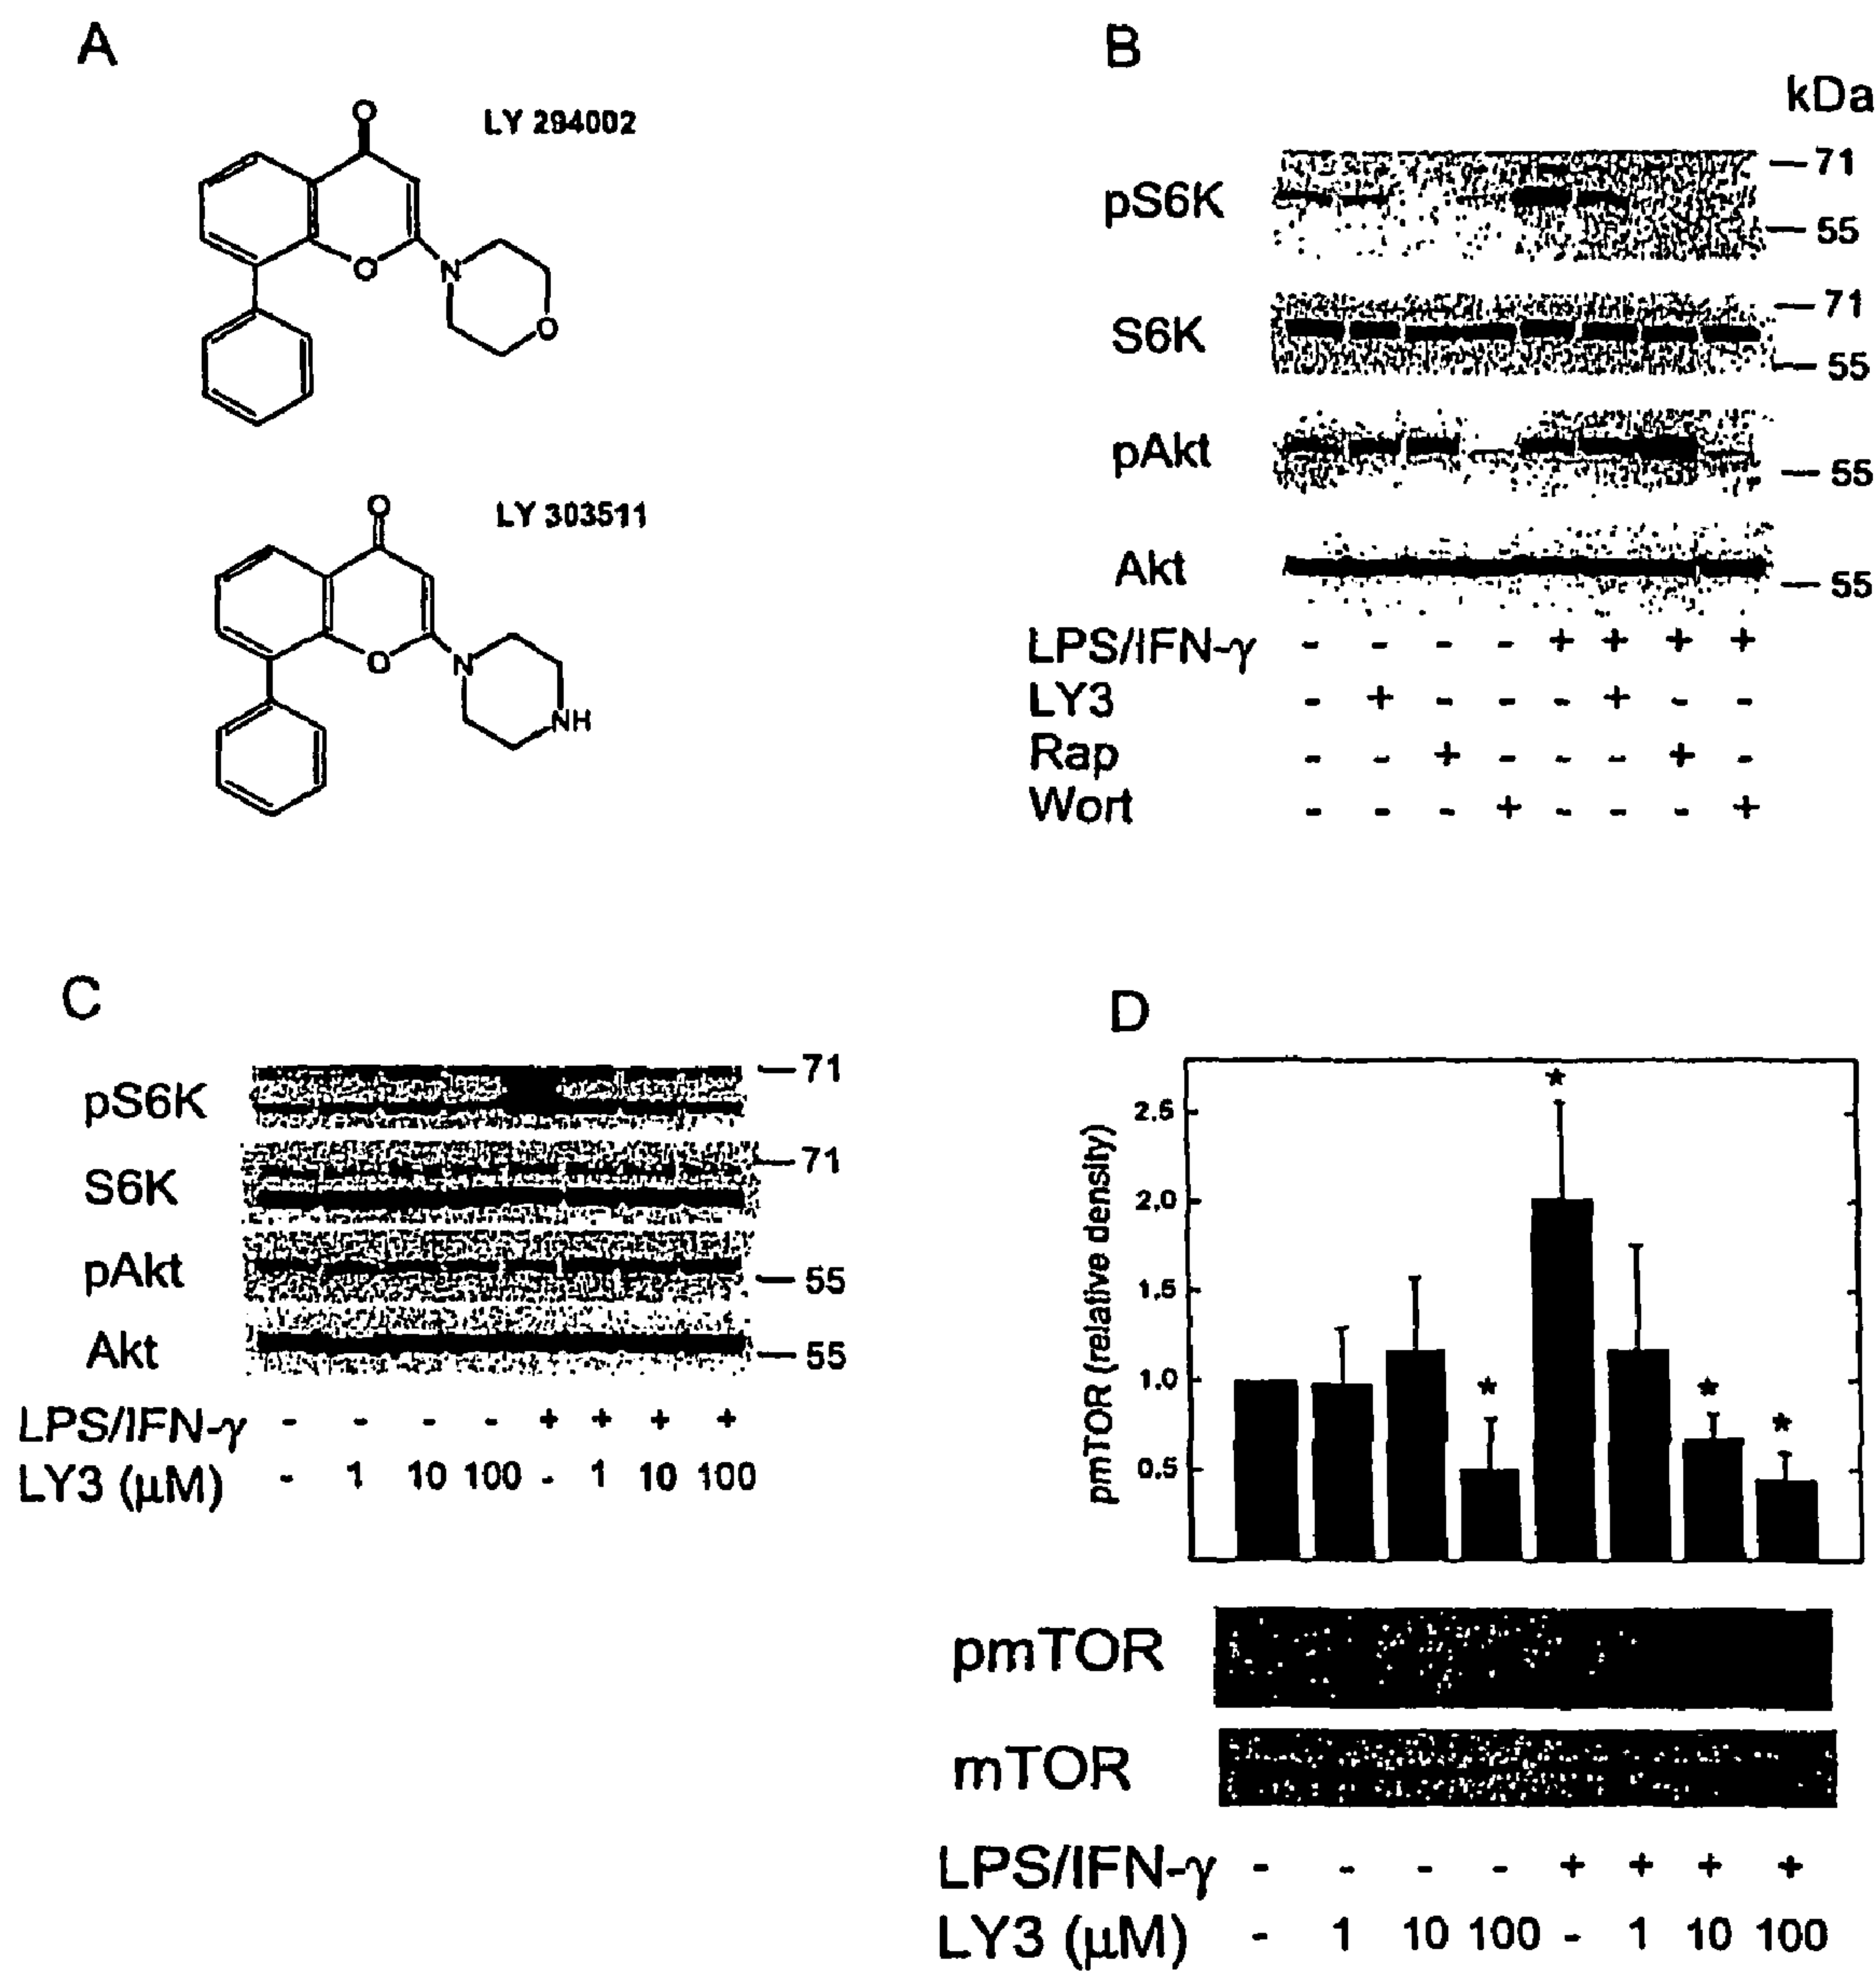 A
LY 294002
O
O
N
O
LY 303511
O
O
N
NH
B
kDa
pS6K
71
55
S6K
71
55
pAkt
55
Akt
55
LPS/IFN-γ - - - - + + + +
LY3 - + - - - + - -
Rap - - + - - - + -
Wort - - - + - - - +
C
pS6K
71
S6K
71
pAkt
55
Akt
55
LPS/IFN-γ - - - - + + + +
LY3 (μM) - 1 10 100 - 1 10 100
D
pmTOR (relative density)
2.5
2.0
1.5
1.0
0.5
* * * *
pmTOR
mTOR
LPS/IFN-γ - - - - + + + +
LY3 (μM) - 1 10 100 - 1 10 100